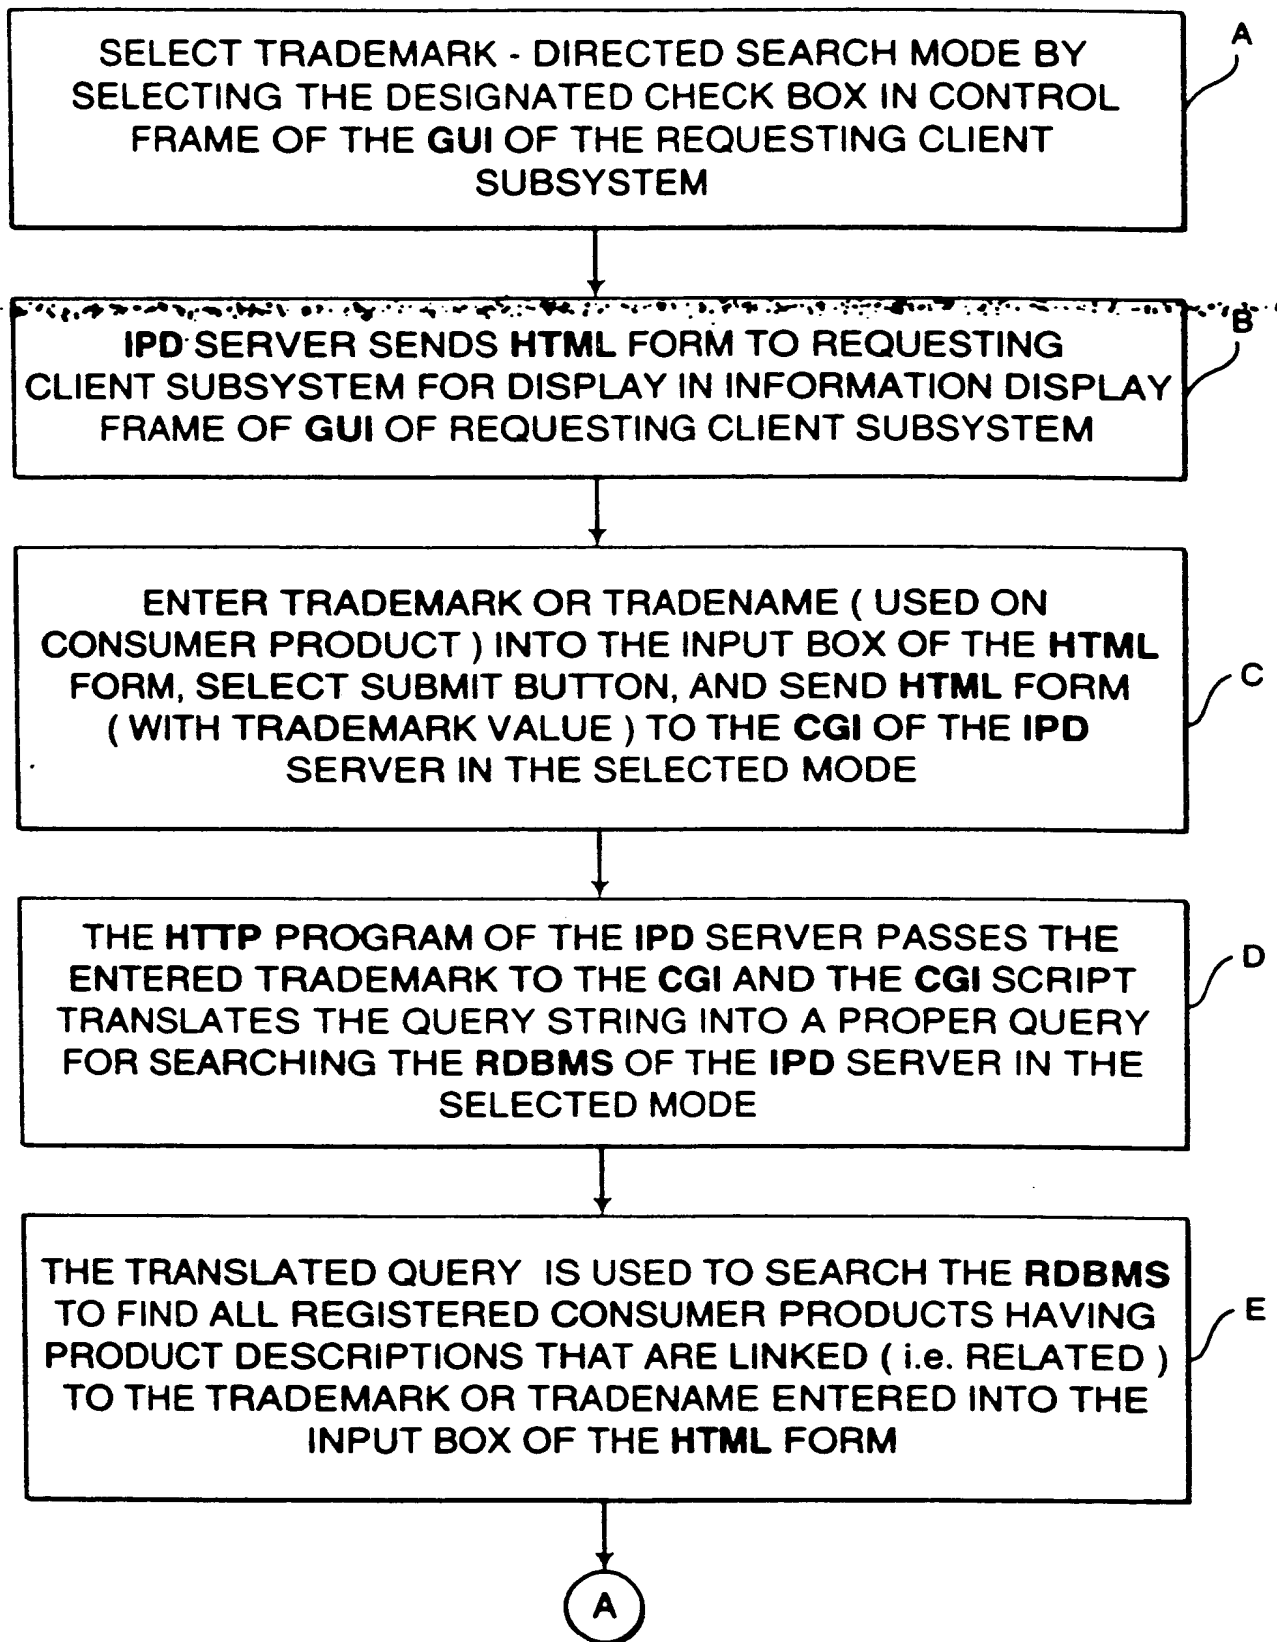 SELECT TRADEMARK - DIRECTED SEARCH MODE BY
SELECTING THE DESIGNATED CHECK BOX IN CONTROL
FRAME OF THE GUI OF THE REQUESTING CLIENT
SUBSYSTEM
A
IPD SERVER SENDS HTML FORM TO REQUESTING
CLIENT SUBSYSTEM FOR DISPLAY IN INFORMATION DISPLAY
FRAME OF GUI OF REQUESTING CLIENT SUBSYSTEM
B
ENTER TRADEMARK OR TRADENAME ( USED ON
CONSUMER PRODUCT ) INTO THE INPUT BOX OF THE HTML
FORM, SELECT SUBMIT BUTTON, AND SEND HTML FORM
( WITH TRADEMARK VALUE ) TO THE CGI OF THE IPD
SERVER IN THE SELECTED MODE
C
THE HTTP PROGRAM OF THE IPD SERVER PASSES THE
ENTERED TRADEMARK TO THE CGI AND THE CGI SCRIPT
TRANSLATES THE QUERY STRING INTO A PROPER QUERY
FOR SEARCHING THE RDBMS OF THE IPD SERVER IN THE
SELECTED MODE
D
THE TRANSLATED QUERY IS USED TO SEARCH THE RDBMS
TO FIND ALL REGISTERED CONSUMER PRODUCTS HAVING
PRODUCT DESCRIPTIONS THAT ARE LINKED ( i.e. RELATED )
TO THE TRADEMARK OR TRADENAME ENTERED INTO THE
INPUT BOX OF THE HTML FORM
E
A